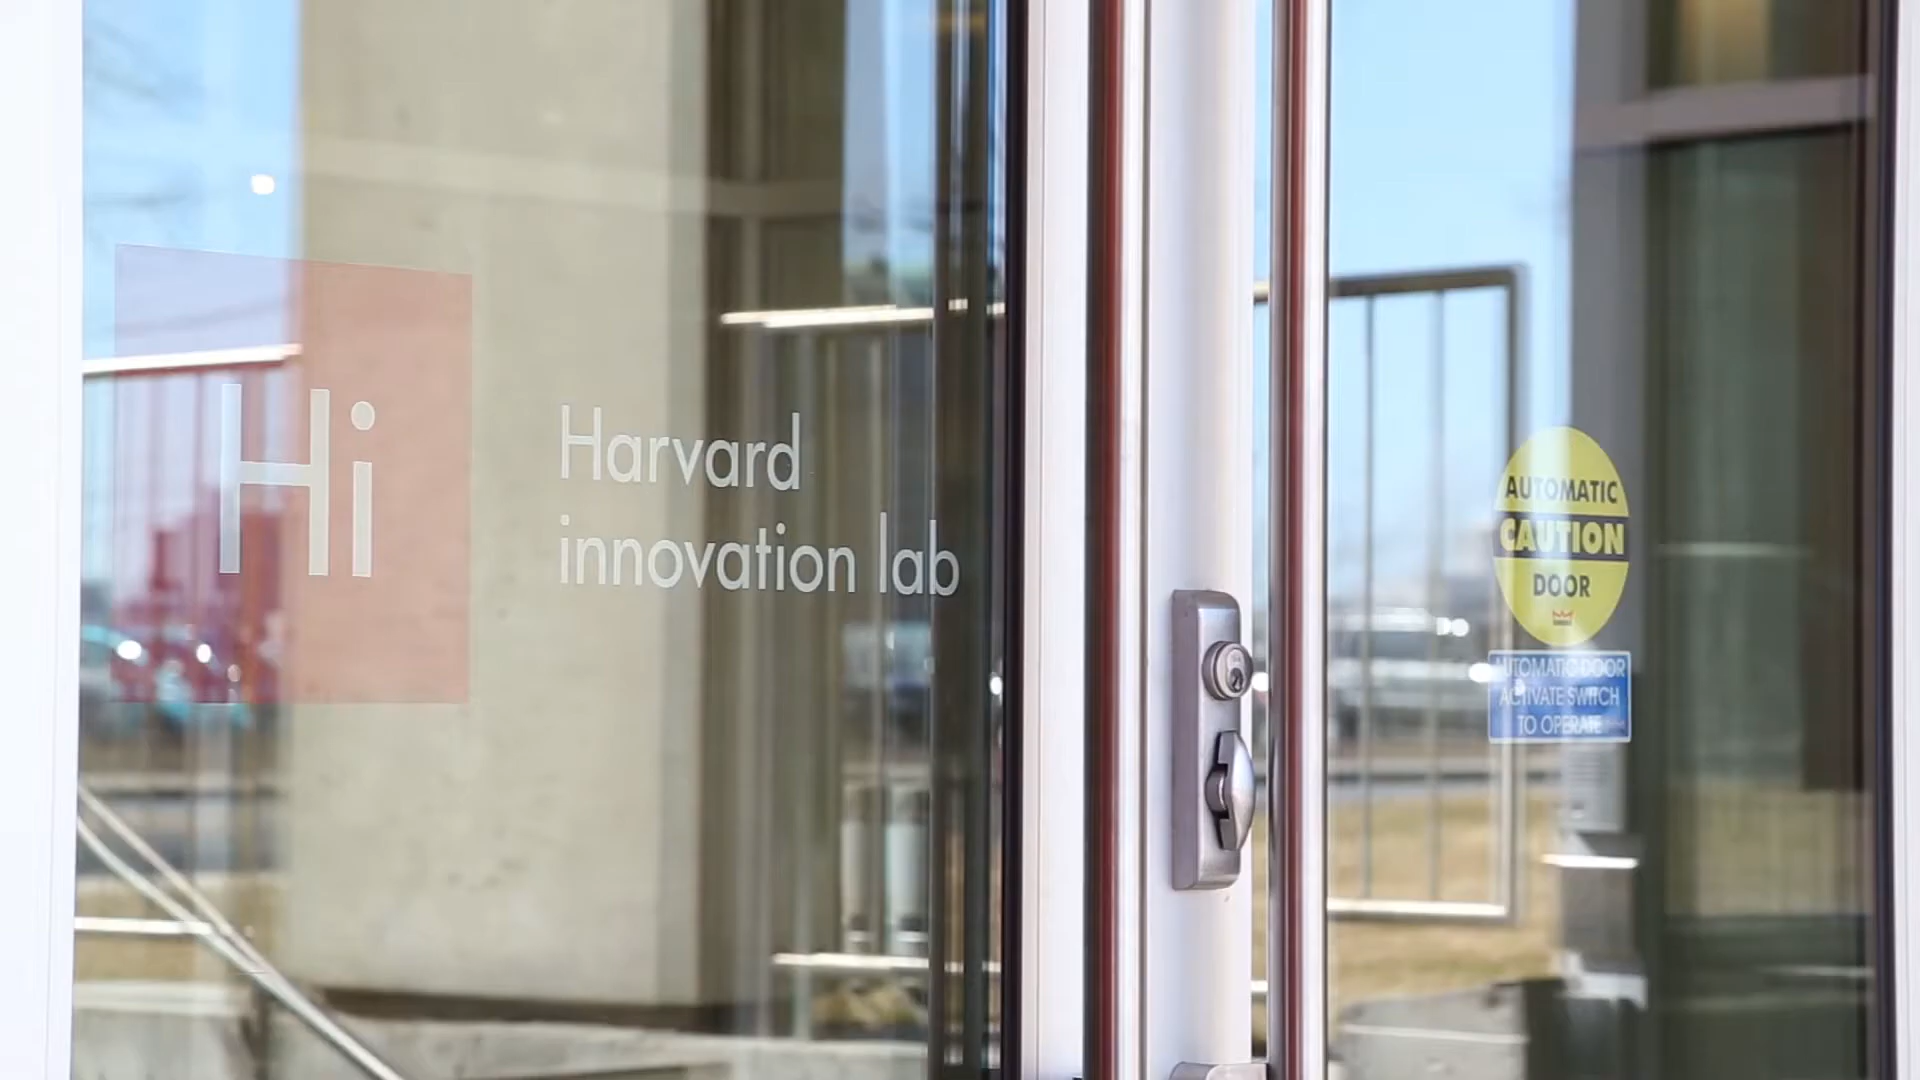 Hi
Harvard
innovation lab
AUTOMATIC
CAUTION
DOOR
AUTOMATIC DOOR
ACTIVATE SWITCH
TO OPERATE